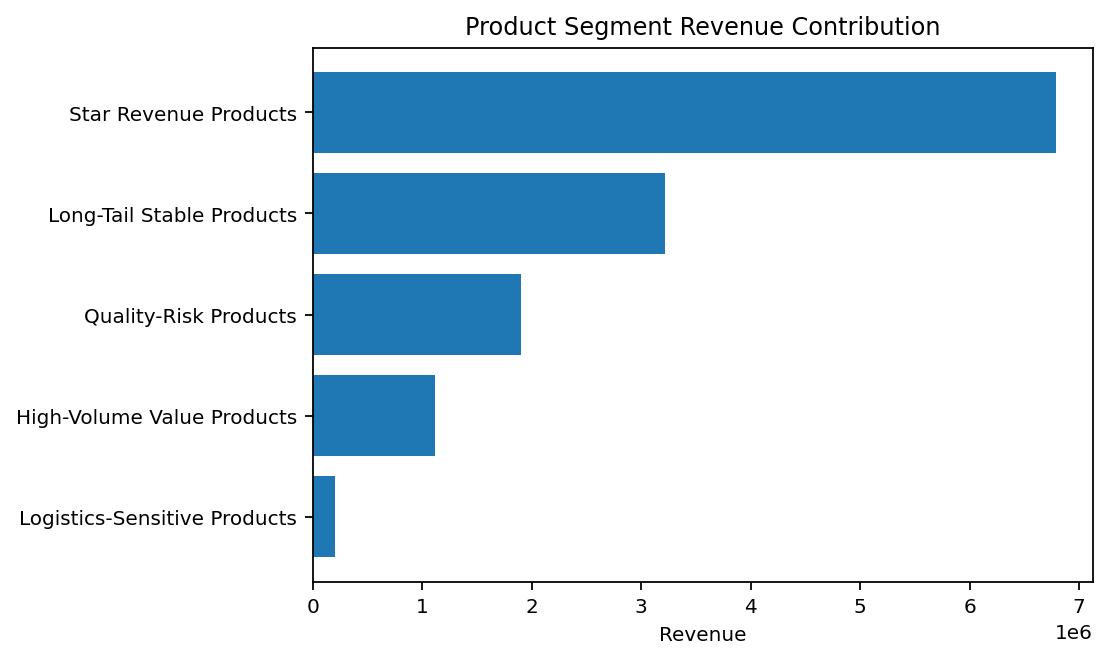 Product Segment Revenue Contribution
Star Revenue Products
Long-Tail Stable Products
Quality-Risk Products
High-Volume Value Products
Logistics-Sensitive Products
0 1 2 3 4 5 6 7
1e6
Revenue